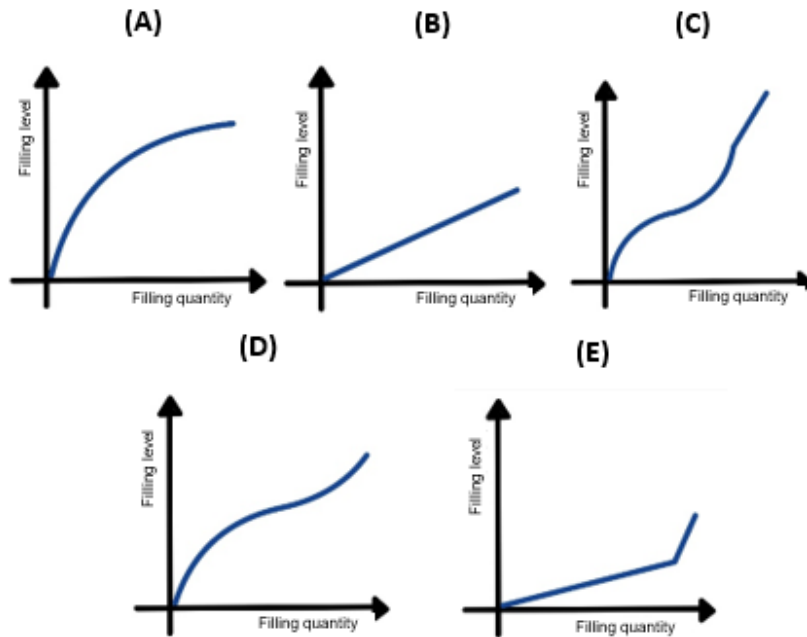 (A)
(B)
(C)
Filling level
Filling quantity
Filling level
Filling quantity
Filling level
Filling quantity
(D)
(E)
Filling level
Filling quantity
Filling level
Filling quantity